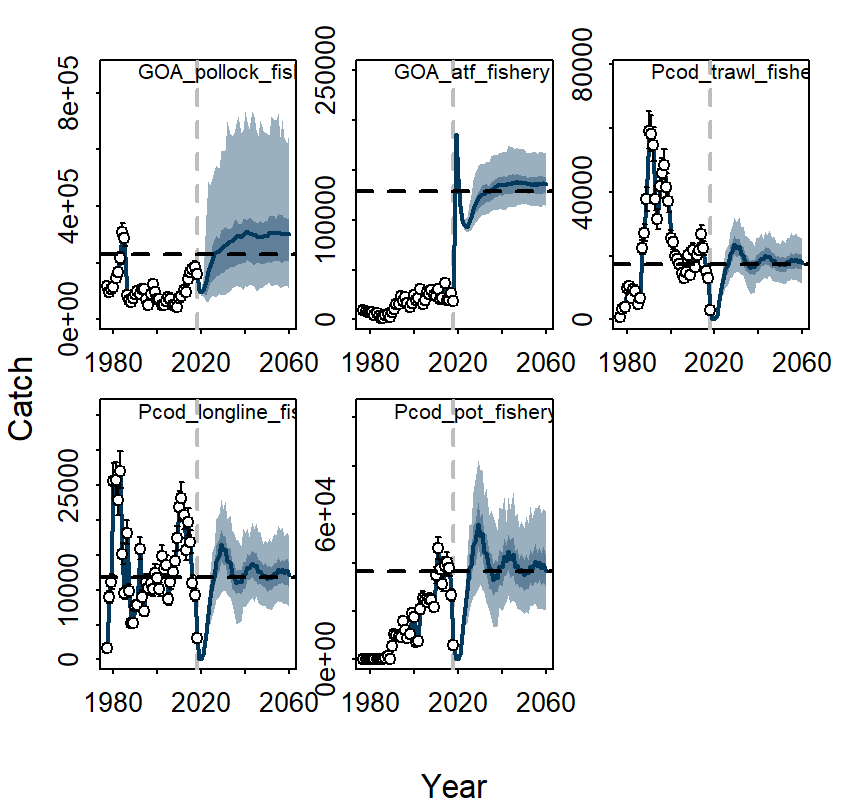 GOA_pollock_fish
GOA_atf_fishery
Pcod_trawl_fishe
0e+00 4e+05 8e+05
0 100000 250000
0 40000 80000
1980 2020 2060
1980 2020 2060
1980 2020 2060
Catch
Pcod_longline_fis
Pcod_pot_fishery
0 10000 25000
0e+00 6e+04
1980 2020 2060
1980 2020 2060
Year